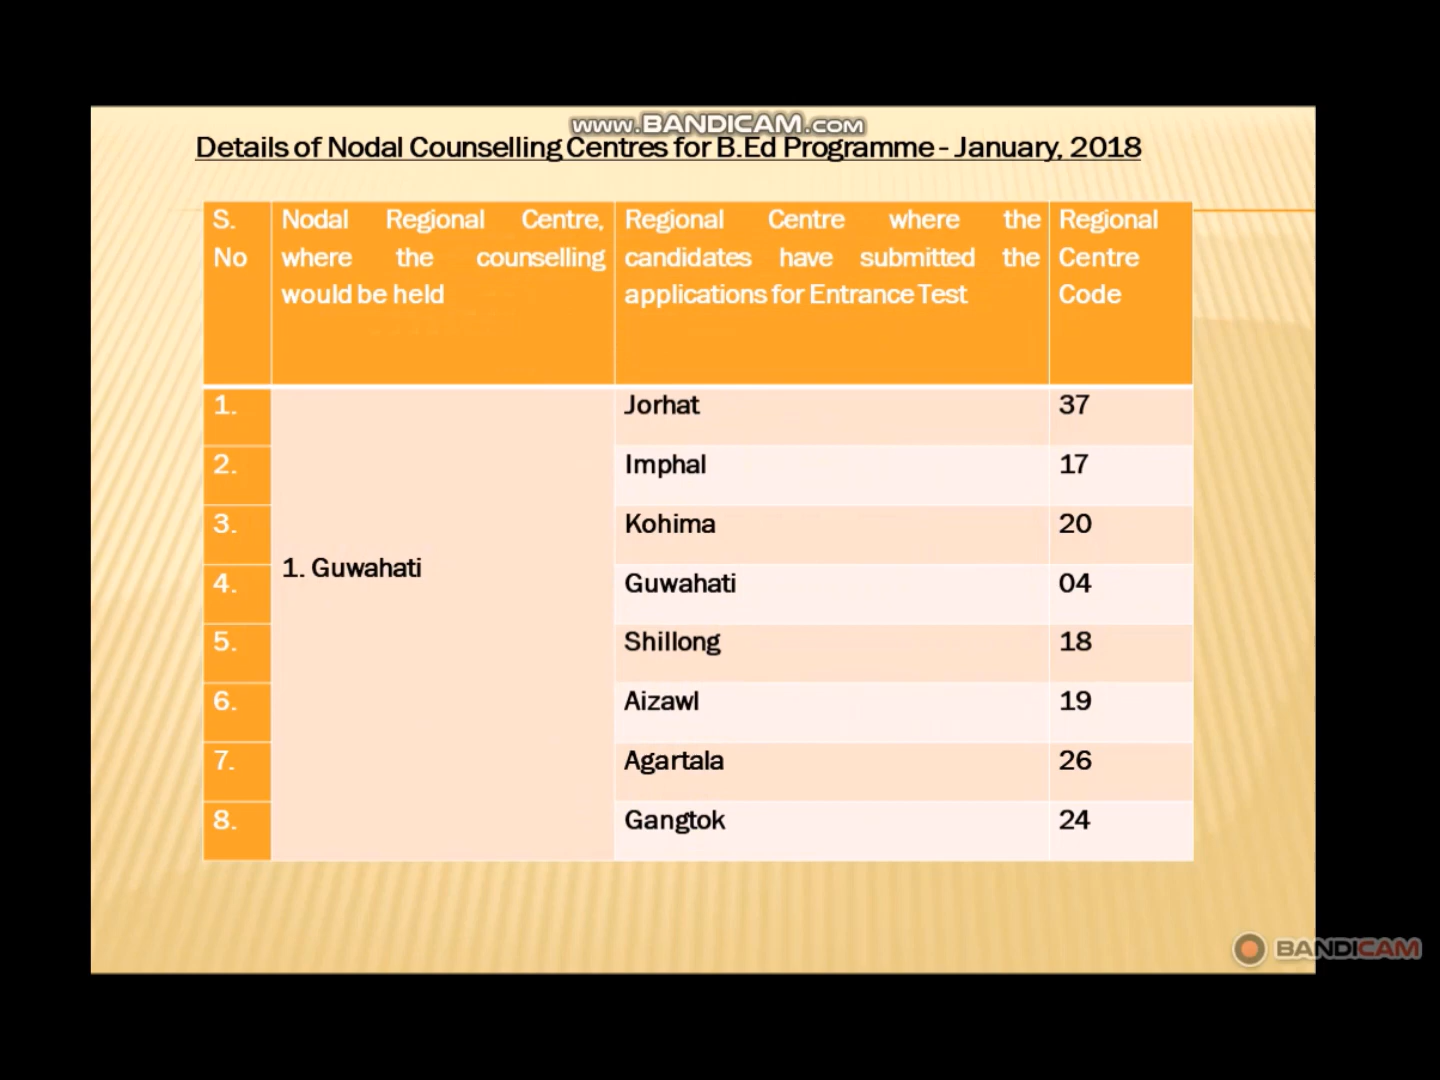 www.BANDICAM.com
Details of Nodal Counselling Centres for B.Ed Programme - January, 2018
S. No
Nodal Regional Centre, where the counselling would be held
Regional Centre where the candidates have submitted the applications for Entrance Test
Regional Centre Code
1. Jorhat 37
2. Imphal 17
3. Kohima 20
1. Guwahati
4. Guwahati 04
5. Shillong 18
6. Aizawl 19
7. Agartala 26
8. Gangtok 24
BANDICAM